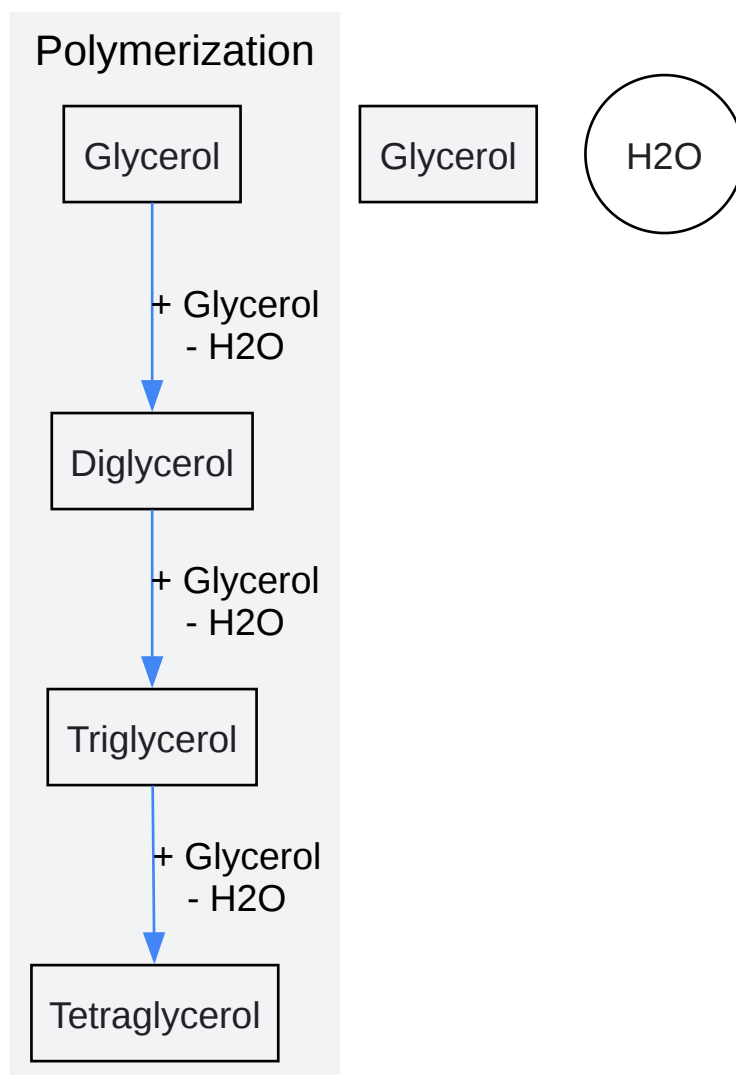 Polymerization
Glycerol
Glycerol
H2O
+ Glycerol
- H2O
Diglycerol
+ Glycerol
- H2O
Triglycerol
+ Glycerol
- H2O
Tetraglycerol